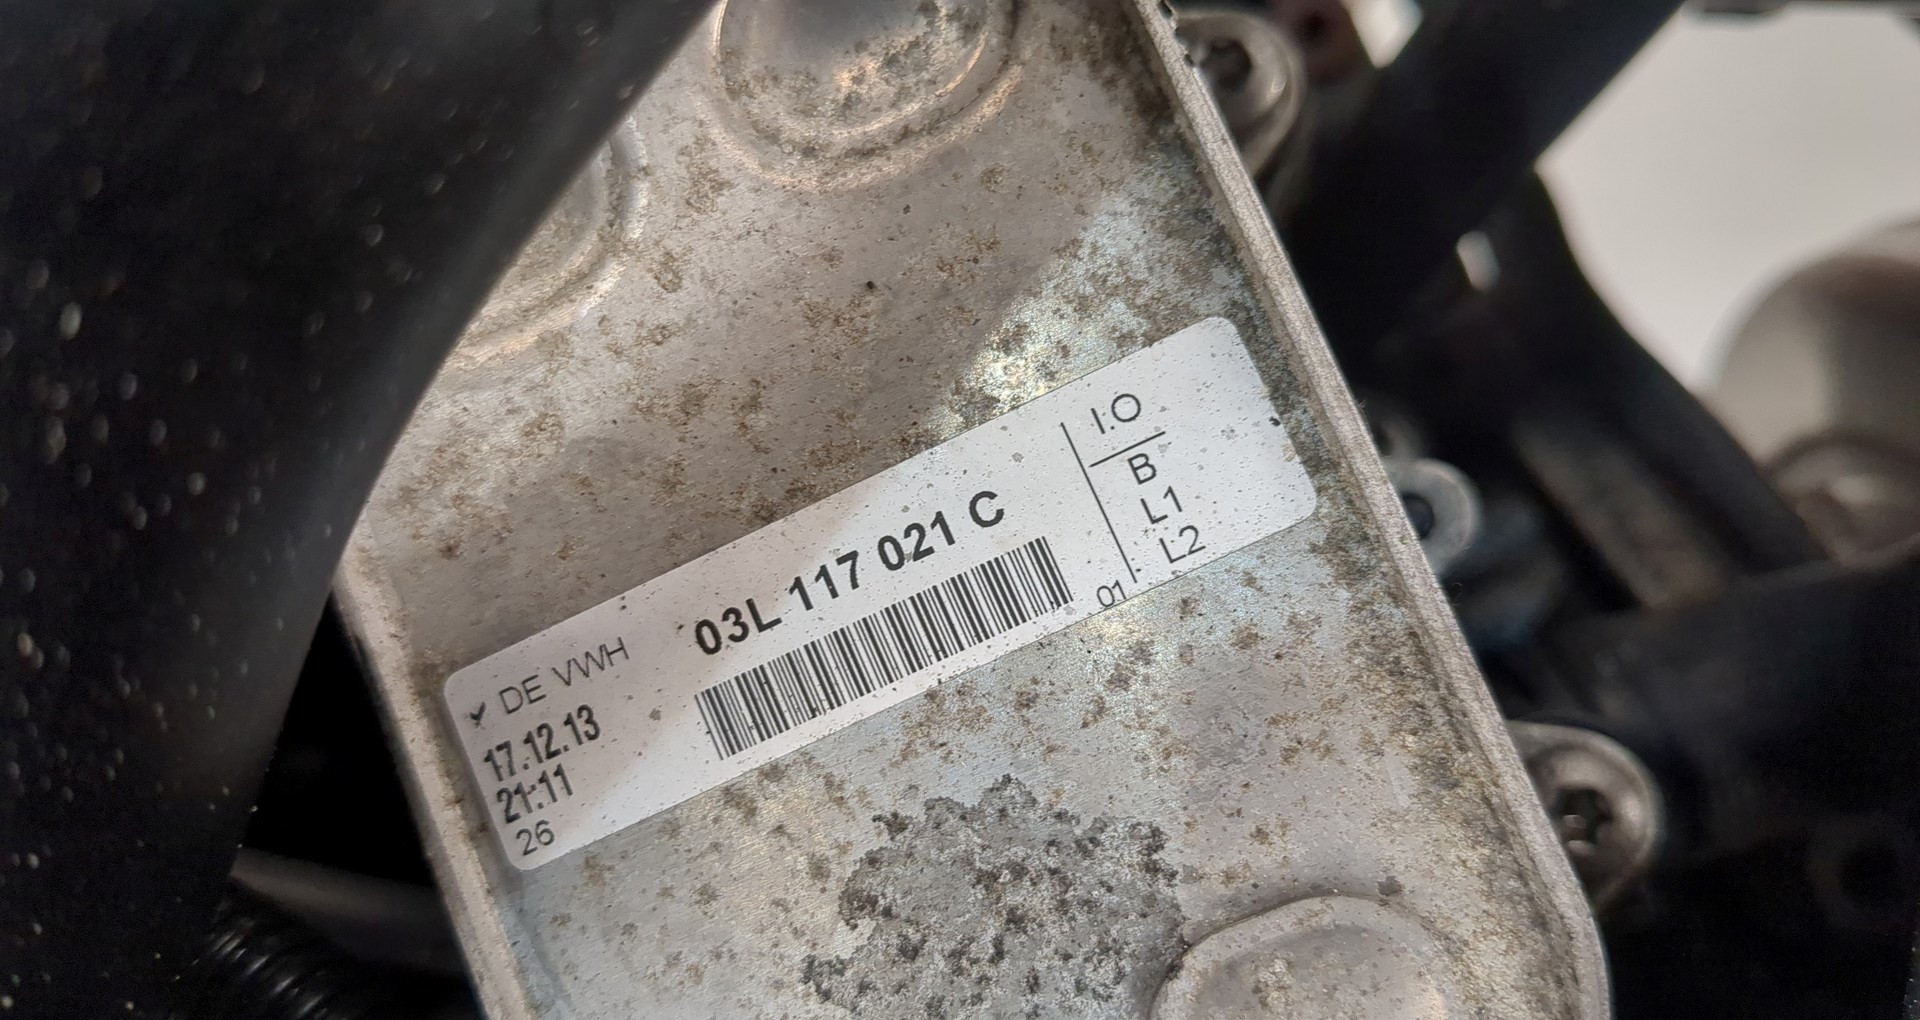 DE VWH
17.12.13
21:11
26
03L 117 021 C
01
I.O
B
L1
L2